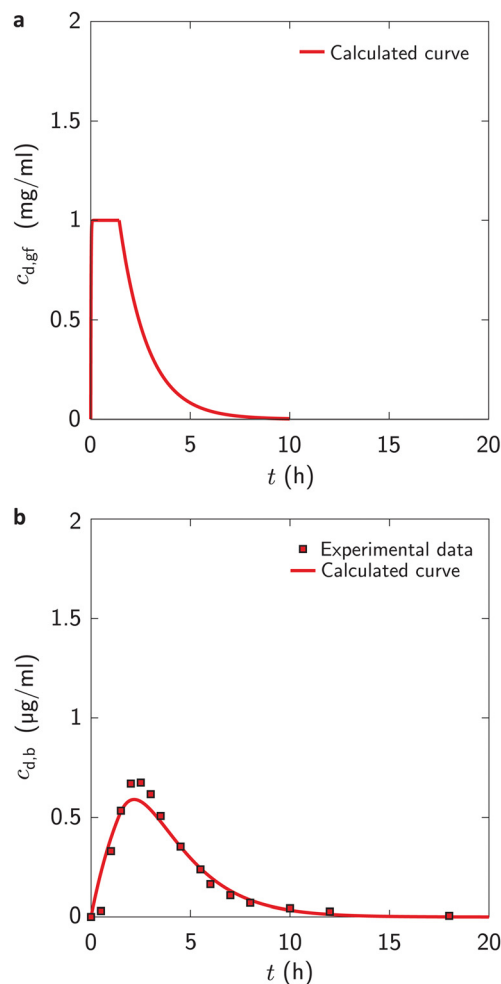 a
2
Calculated curve
1.5
c_d,gf (mg/ml)
1
0.5
0
0 5 10 15 20
t (h)
b
2
Experimental data
Calculated curve
1.5
c_d,b (µg/ml)
1
0.5
0
0 5 10 15 20
t (h)